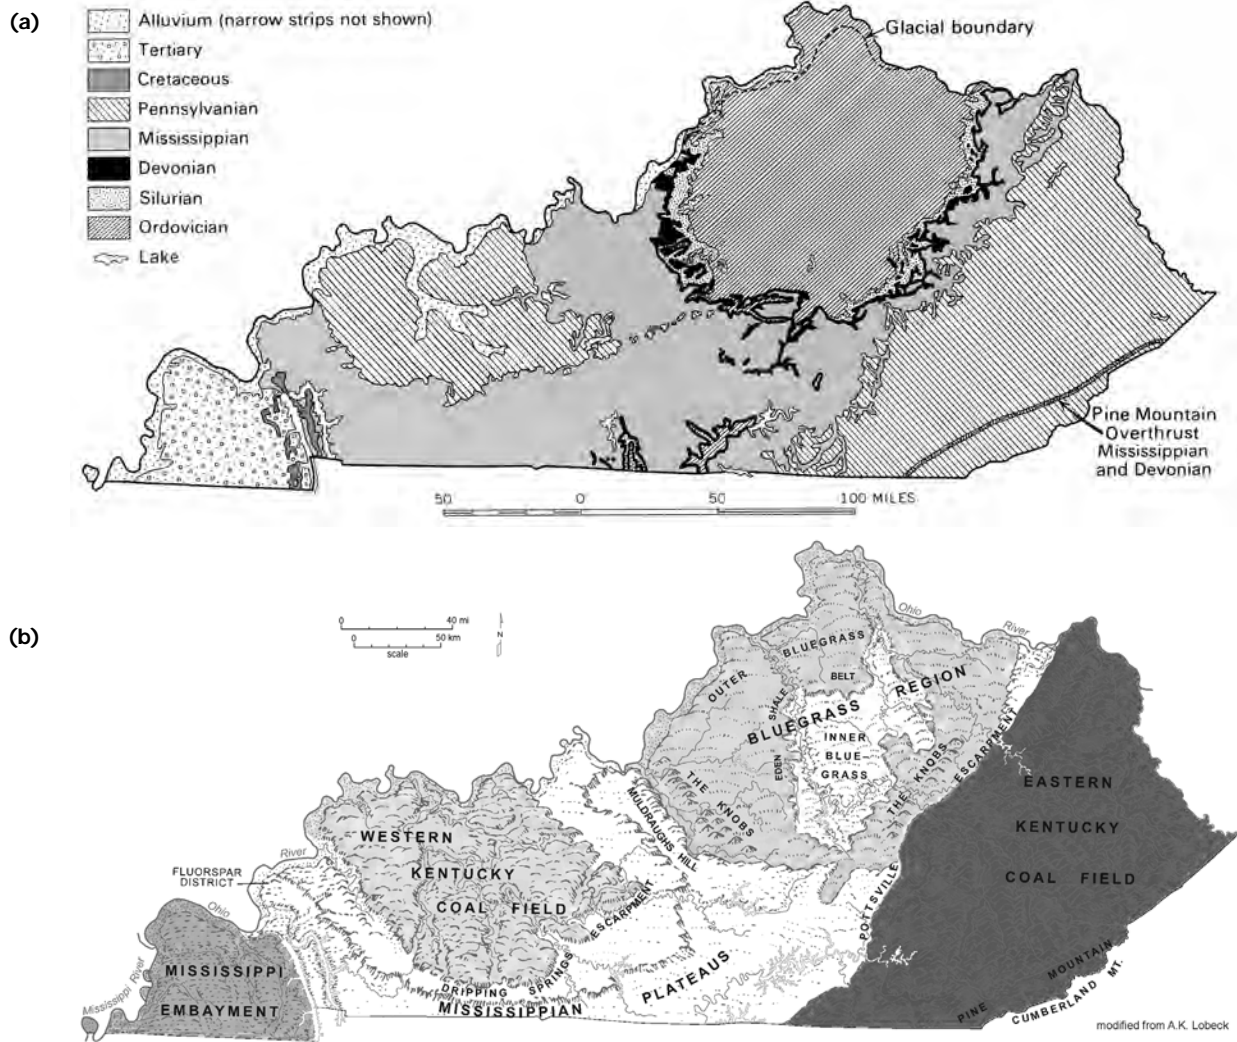 (a)
Alluvium (narrow strips not shown)
Tertiary
Cretaceous
Pennsylvanian
Mississippian
Devonian
Silurian
Ordovician
Lake
Glacial boundary
Pine Mountain
Overthrust
Mississippian
and Devonian
50 0 50 100 MILES
(b)
0 40 mi
0 50 km
scale
N
Ohio
River
BLUEGRASS
BELT
OUTER
REGION
SHALE
BLUEGRASS
INNER
BLUE-
GRASS
EDEN
THE KNOBS
THE KNOBS
ESCARPMENT
EASTERN
KENTUCKY
COAL FIELD
MULDRAUGHS HILL
WESTERN
KENTUCKY
COAL FIELD
River
FLUORSPAR
DISTRICT
Ohio
ESCARPMENT
POTTSVILLE
MISSISSIPPI
EMBAYMENT
Mississippi River
DRIPPING SPRINGS
MISSISSIPPIAN
PLATEAUS
PINE MOUNTAIN
CUMBERLAND MT.
modified from A.K. Lobeck